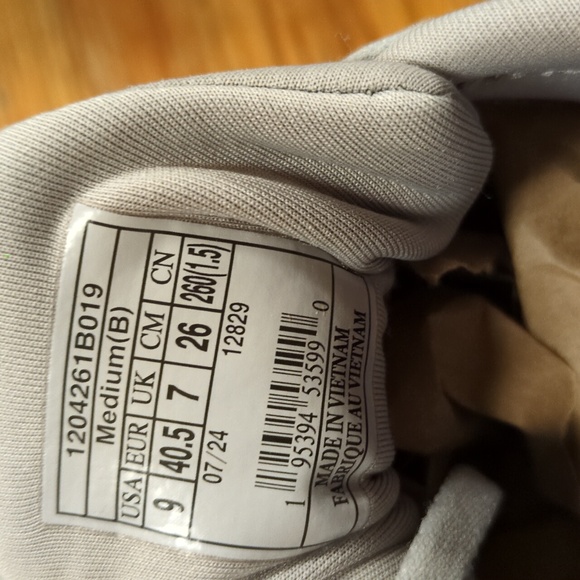 1204261B019
Medium(B)
USA EUR UK CM CN
9 40.5 7 26 260(1.5)
07/24 12829
1 95394 53599 0
MADE IN VIETNAM
FABRIQUE AU VIETNAM